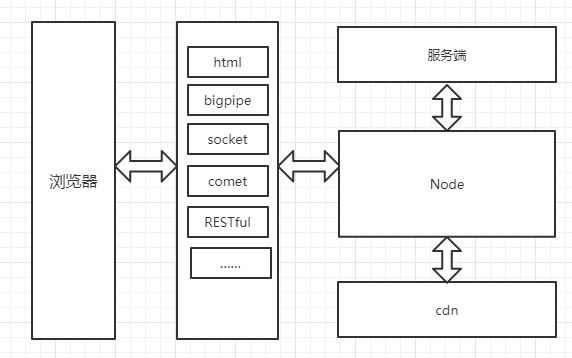 浏览器
html
bigpipe
socket
comet
RESTful
……
服务端
Node
cdn